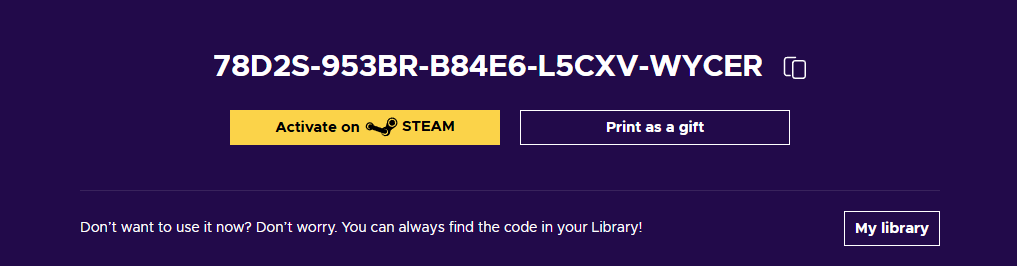 78D2S-953BR-B84E6-L5CXV-WYCER
Activate on STEAM
Print as a gift
Don't want to use it now? Don't worry. You can always find the code in your Library!
My library